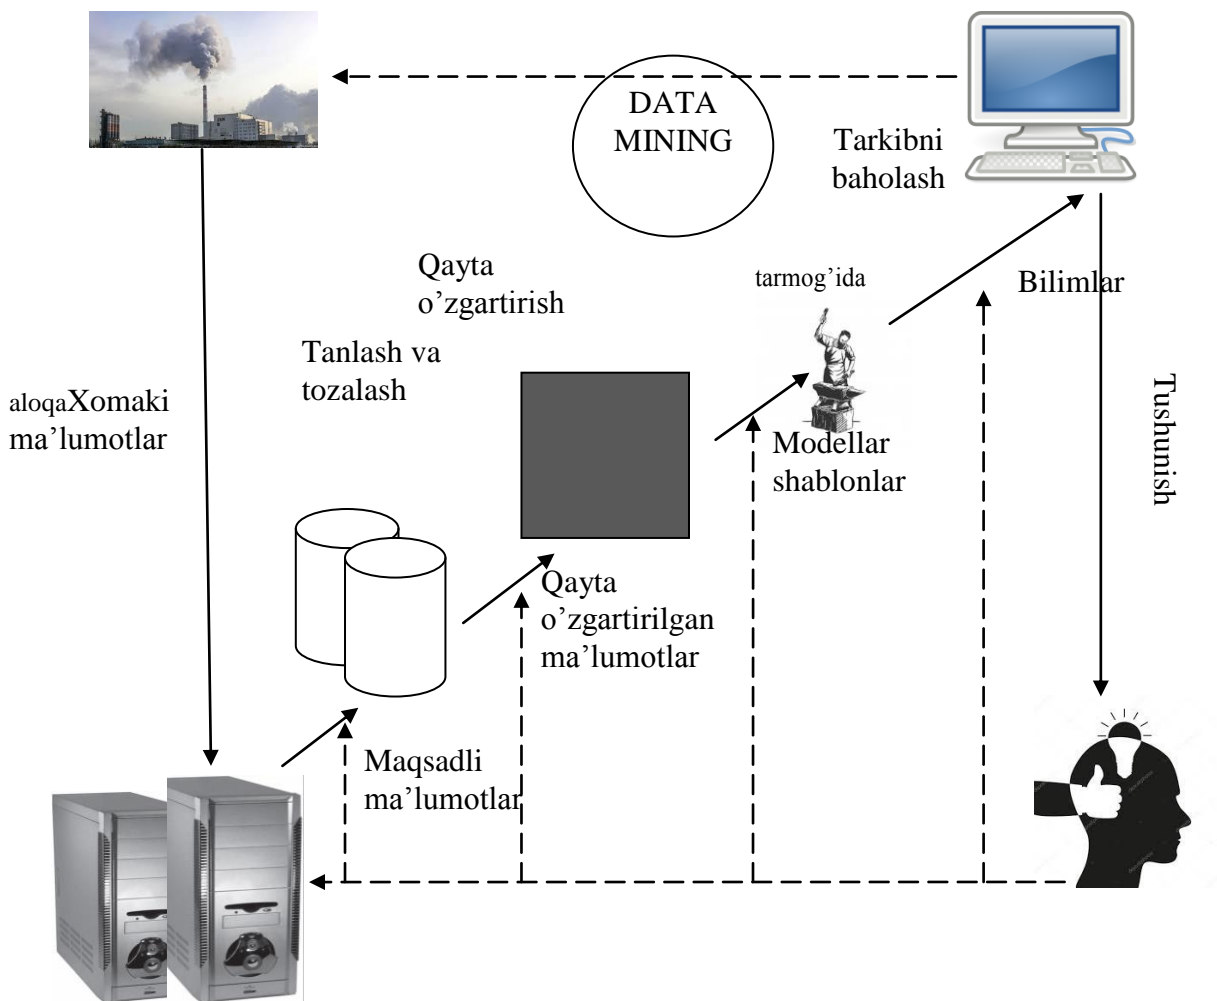 DATA
MINING
Tarkibni
baholash
Qayta
o’zgartirish
tarmog’ida
Bilimlar
Tanlash va
tozalash
aloqaXomaki
ma’lumotlar
Tushunish
Modellar
shablonlar
Qayta
o’zgartirilgan
ma’lumotlar
Maqsadli
ma’lumotlar